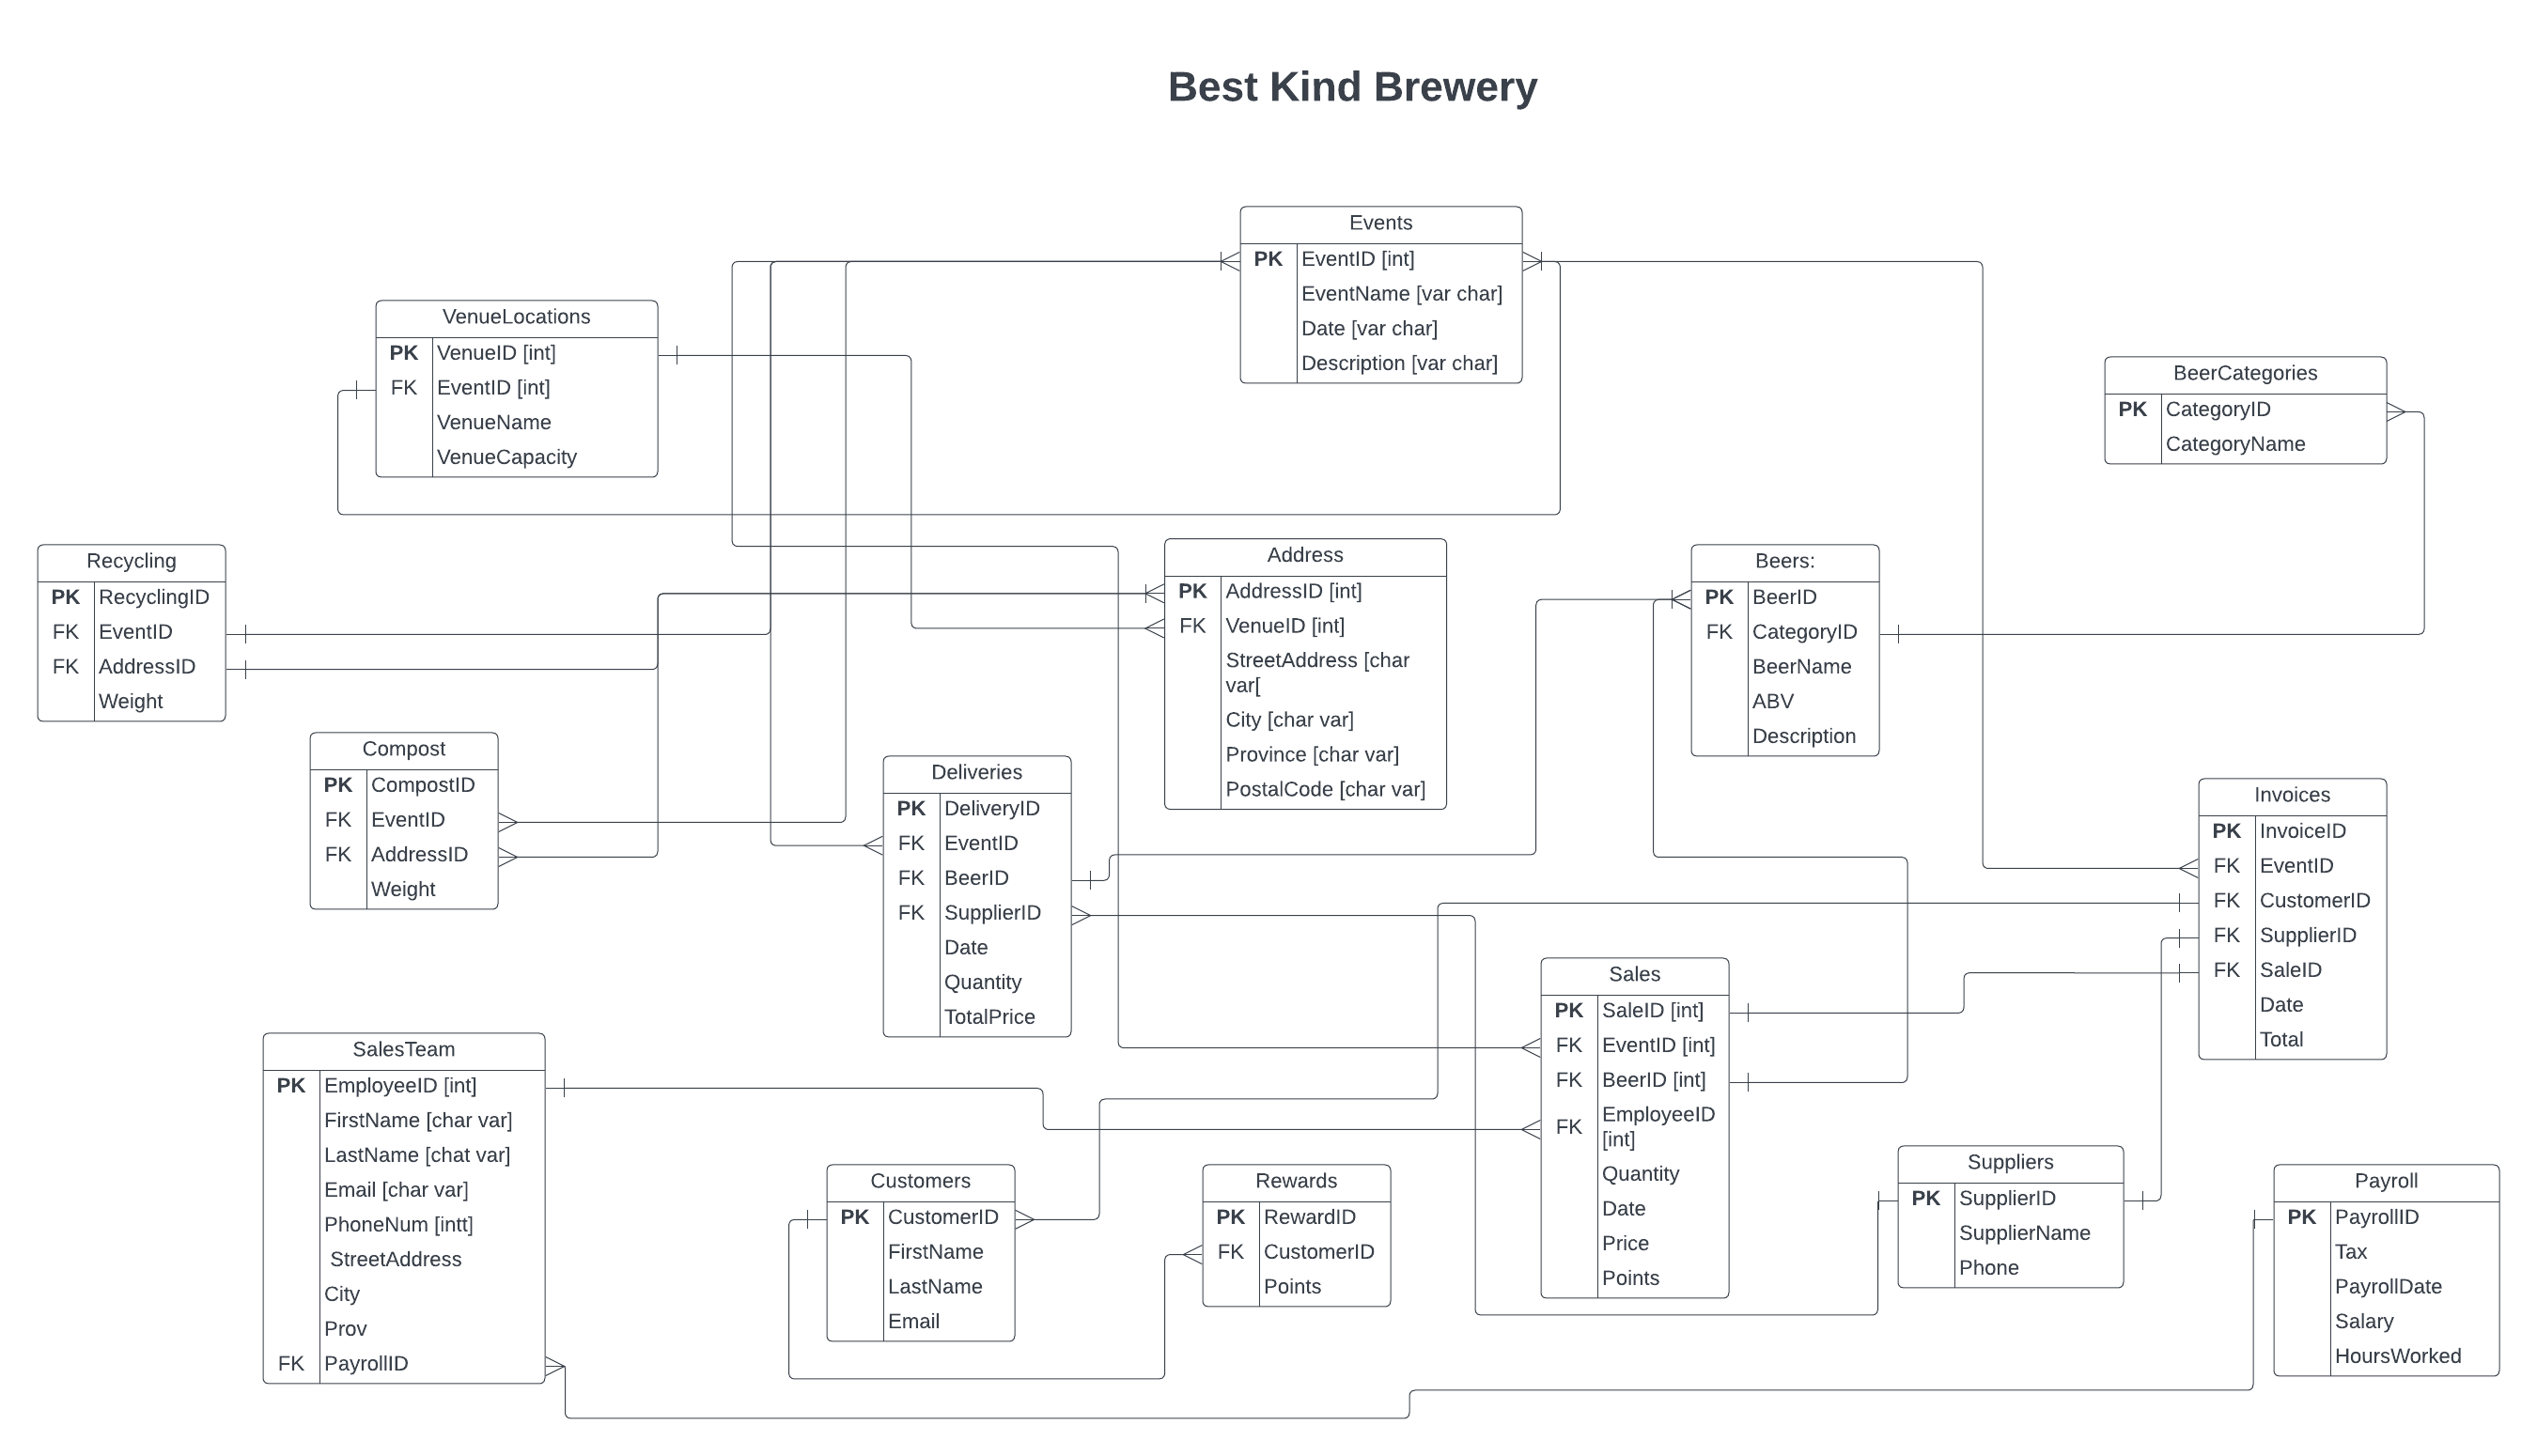 Best Kind Brewery
Events
PK EventID [int]
EventName [var char]
Date [var char]
Description [var char]
VenueLocations
PK VenueID [int]
FK EventID [int]
VenueName
VenueCapacity
BeerCategories
PK CategoryID
CategoryName
Recycling
PK RecyclingID
FK EventID
FK AddressID
Weight
Address
PK AddressID [int]
FK VenueID [int]
StreetAddress [char
var[
City [char var]
Province [char var]
PostalCode [char var]
Beers:
PK BeerID
FK CategoryID
BeerName
ABV
Description
Compost
PK CompostID
FK EventID
FK AddressID
Weight
Deliveries
PK DeliveryID
FK EventID
FK BeerID
FK SupplierID
Date
Quantity
TotalPrice
Invoices
PK InvoiceID
FK EventID
FK CustomerID
FK SupplierID
FK SaleID
Date
Total
Sales
PK SaleID [int]
FK EventID [int]
FK BeerID [int]
FK EmployeeID
[int]
Quantity
Date
Price
Points
SalesTeam
PK EmployeeID [int]
FirstName [char var]
LastName [chat var]
Email [char var]
PhoneNum [intt]
StreetAddress
City
Prov
FK PayrollID
Customers
PK CustomerID
FirstName
LastName
Email
Rewards
PK RewardID
FK CustomerID
Points
Suppliers
PK SupplierID
SupplierName
Phone
Payroll
PK PayrollID
Tax
PayrollDate
Salary
HoursWorked